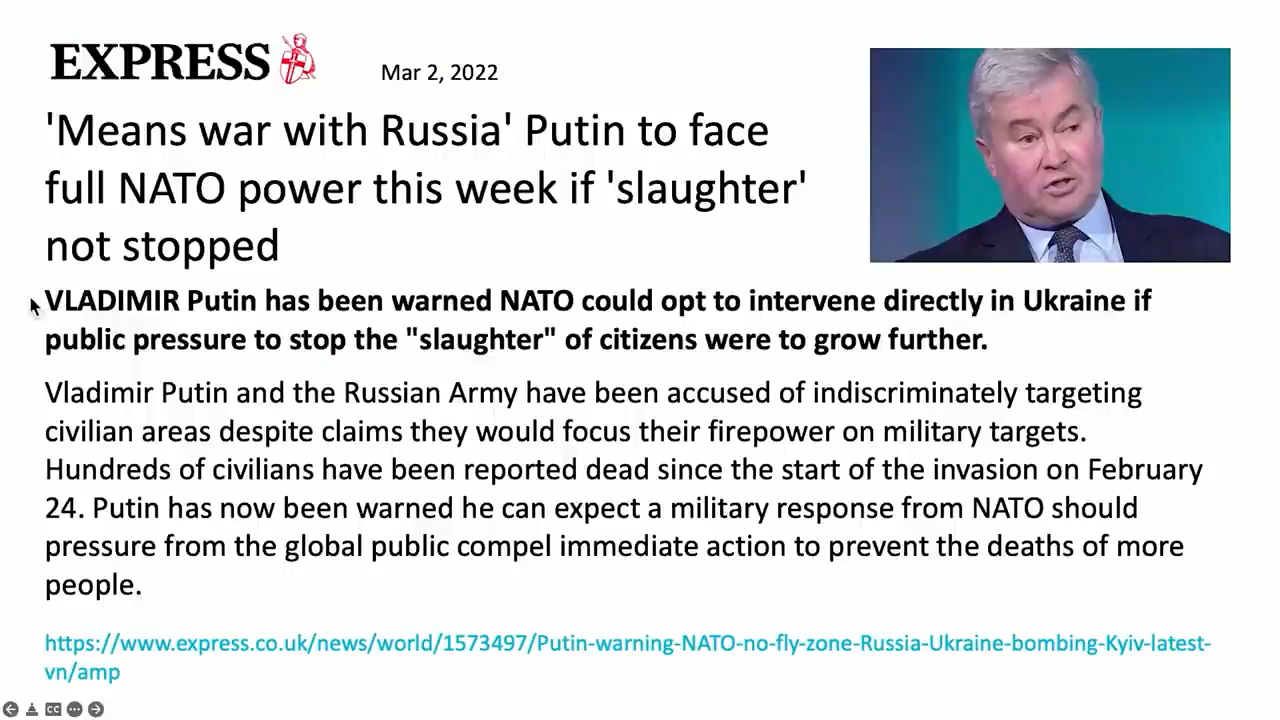 EXPRESS
Mar 2, 2022
'Means war with Russia' Putin to face
full NATO power this week if 'slaughter'
not stopped
VLADIMIR Putin has been warned NATO could opt to intervene directly in Ukraine if
public pressure to stop the "slaughter" of citizens were to grow further.
Vladimir Putin and the Russian Army have been accused of indiscriminately targeting
civilian areas despite claims they would focus their firepower on military targets.
Hundreds of civilians have been reported dead since the start of the invasion on February
24. Putin has now been warned he can expect a military response from NATO should
pressure from the global public compel immediate action to prevent the deaths of more
people.
https://www.express.co.uk/news/world/1573497/Putin-warning-NATO-no-fly-zone-Russia-Ukraine-bombing-Kyiv-latest-
vn/amp
CC